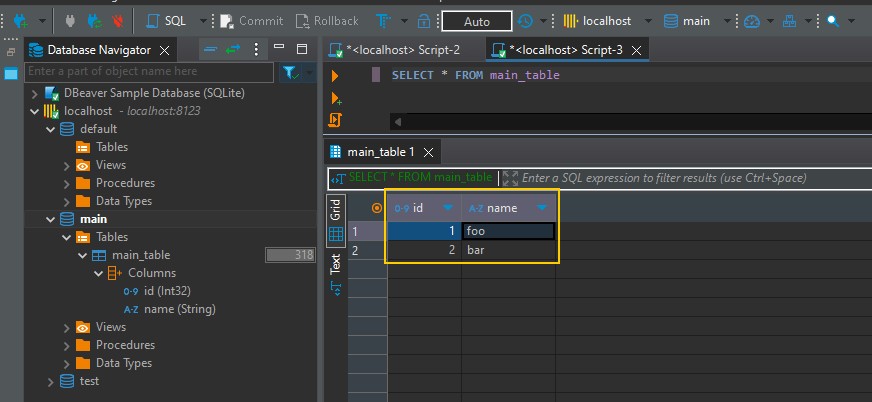 SQL Commit Rollback Auto localhost main
Database Navigator
*<localhost> Script-2 *<localhost> Script-3
Enter a part of object name here
DBeaver Sample Database (SQLite)
localhost - localhost:8123
default
Tables
Views
Procedures
Data Types
main
Tables
main_table 318
Columns
0-9 id (Int32)
A-Z name (String)
Views
Procedures
Data Types
test
SELECT * FROM main_table
main_table 1
SELECT * FROM main_table Enter a SQL expression to filter results (use Ctrl+Space)
Grid
Text
0-9 id A-Z name
1 1 foo
2 2 bar